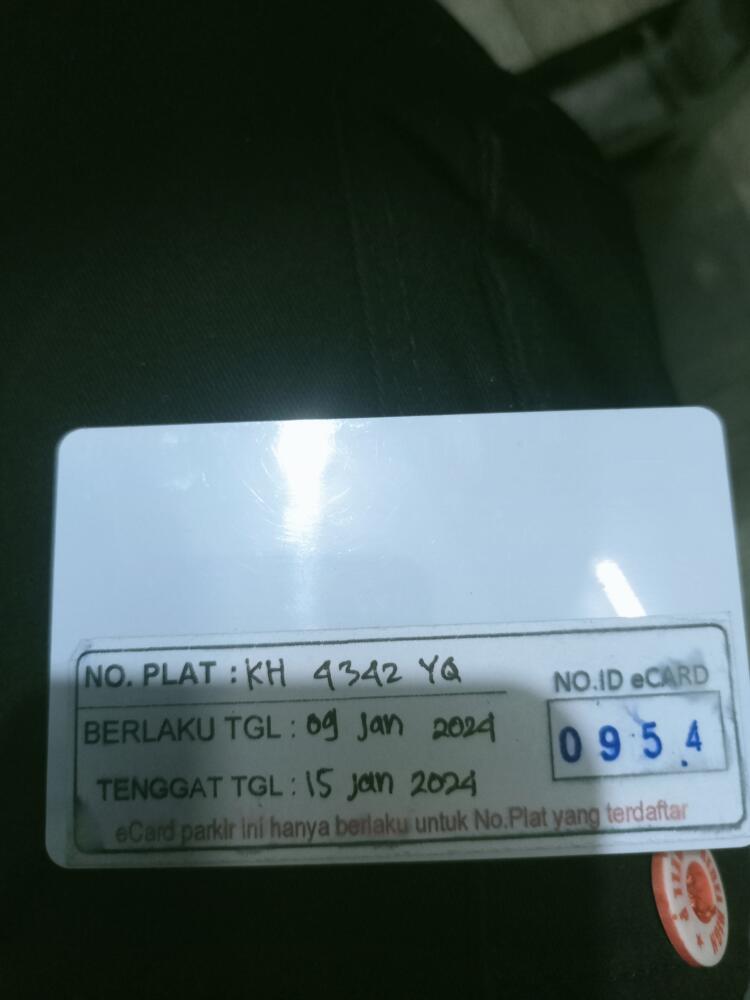 NO. PLAT : KH 4342 YQ
NO.ID eCARD
BERLAKU TGL : 09 Jan 2024
0954
TENGGAT TGL : 15 Jan 2024
eCard parkir ini hanya berlaku untuk No.Plat yang terdaftar